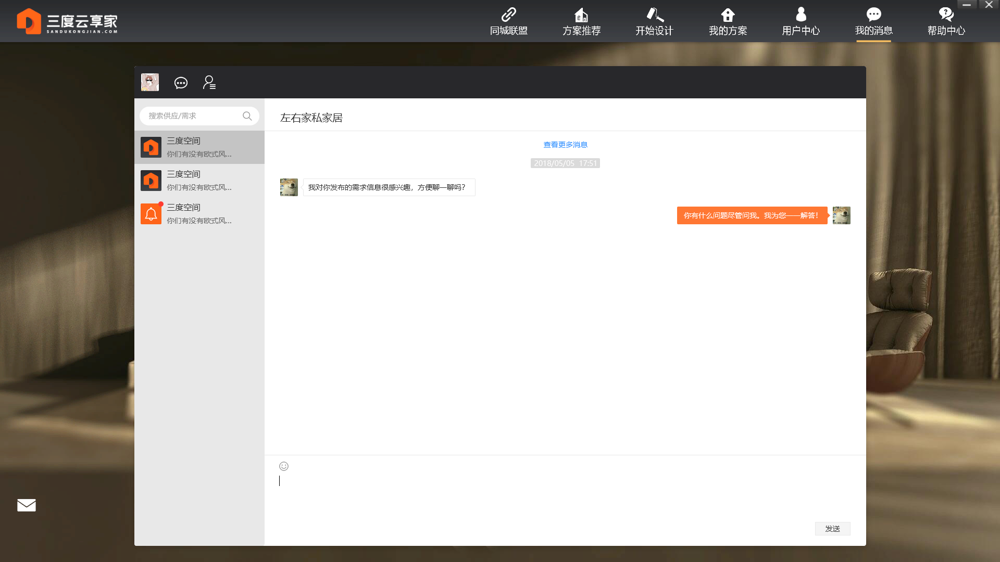 三度云享家
SANDUKONGJIAN.COM
同城联盟
方案推荐
开始设计
我的方案
用户中心
我的消息
帮助中心
搜索供应/需求
三度空间
你们有没有欧式风...
三度空间
你们有没有欧式风...
三度空间
你们有没有欧式风...
左右家私家居
查看更多消息
2018/05/05 17:51
我对你发布的需求信息很感兴趣，方便聊一聊吗？
你有什么问题尽管问我。我为您一一解答！
发送